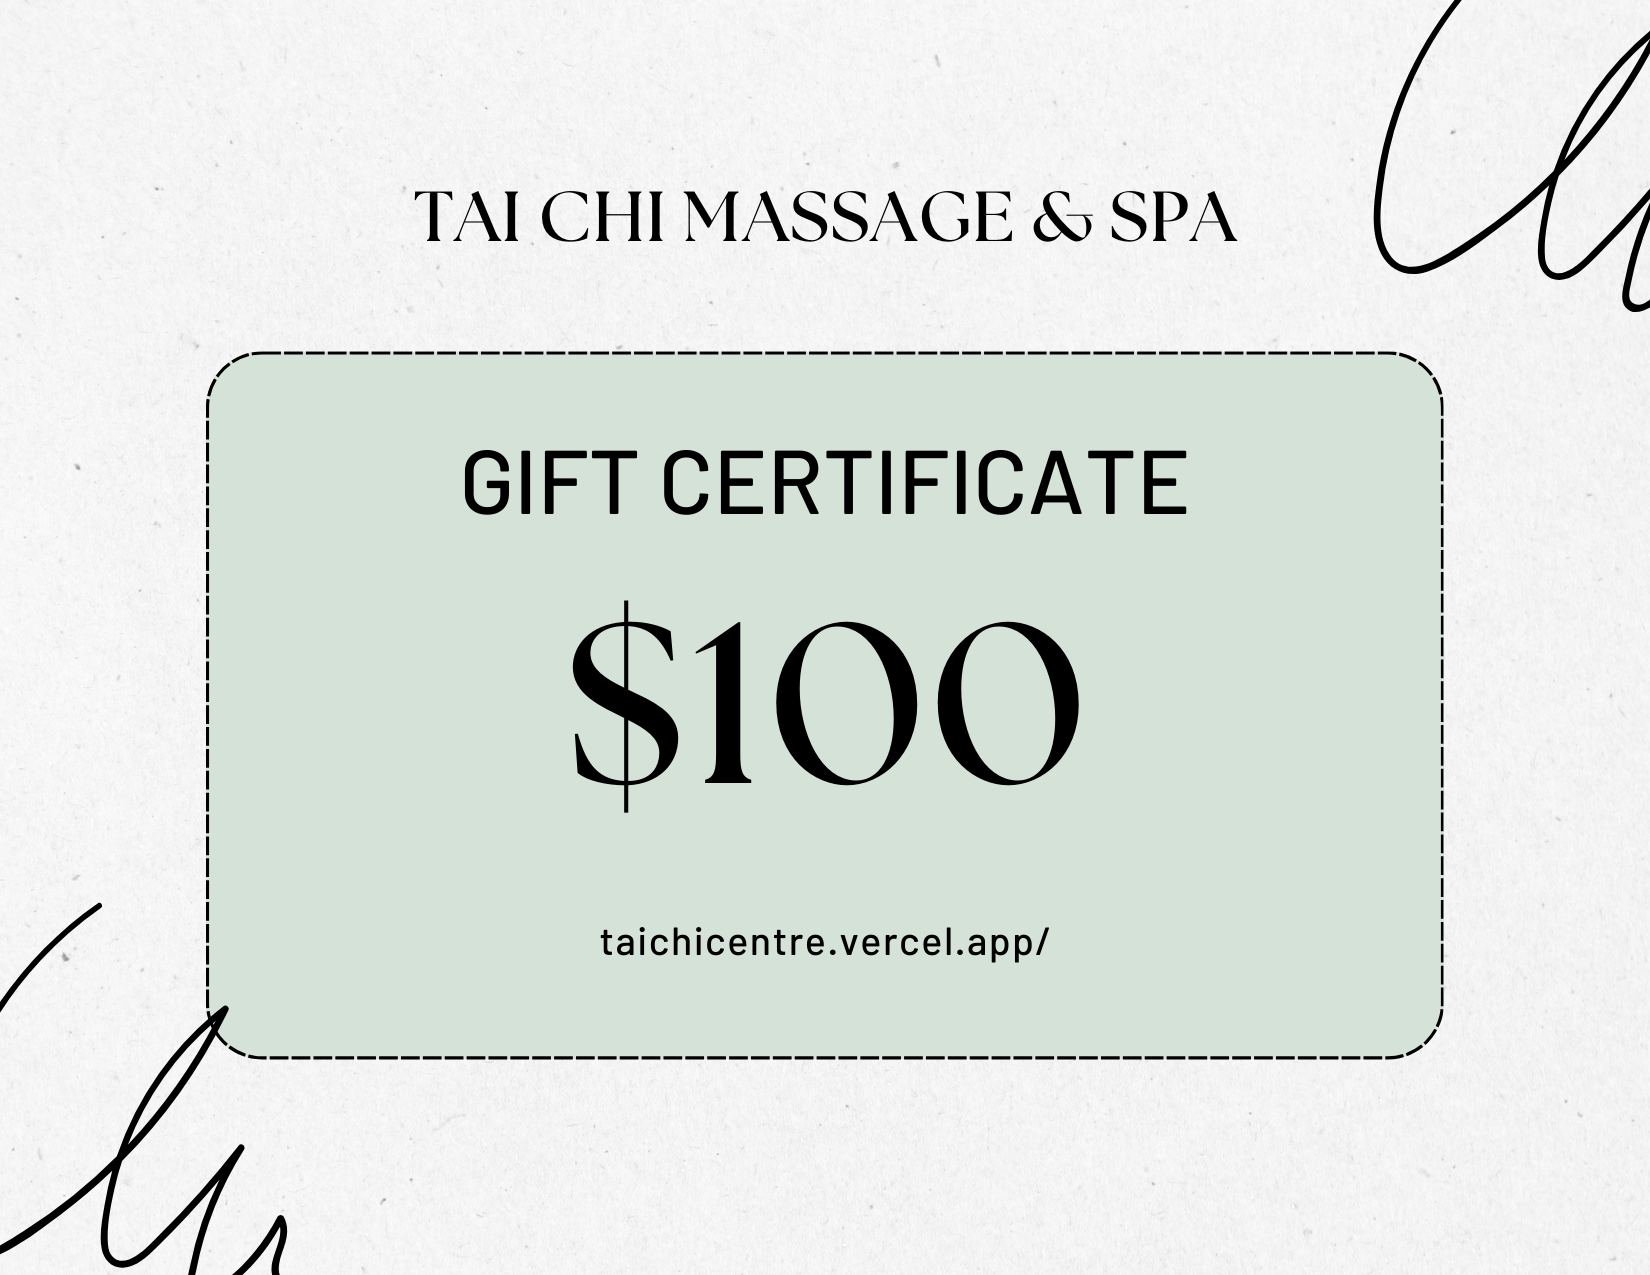 TAI CHI MASSAGE & SPA
GIFT CERTIFICATE
$100
taichicentre.vercel.app/